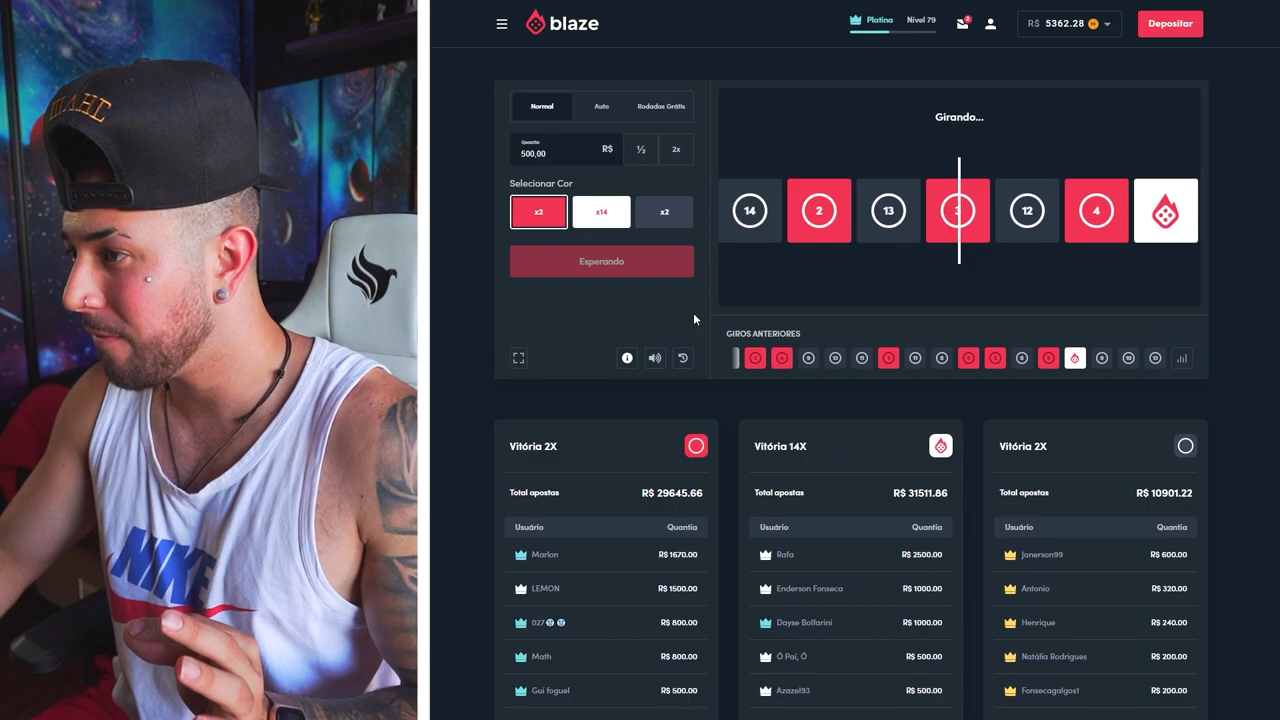 NIKE
blaze
Platina
Nível 79
2
R$ 5362.28
Depositar
Normal
Auto
Rodadas Grátis
Quantia
500,00
R$
½
2x
Selecionar Cor
x2
x14
x2
Esperando
Girando...
14
2
13
3
12
4
GIROS ANTERIORES
Vitória 2X
Total apostas
R$ 29645.66
Usuário
Quantia
Marlon
R$ 1670.00
LEMON
R$ 1500.00
027
R$ 800.00
Math
R$ 800.00
Gui foguel
R$ 500.00
Vitória 14X
Total apostas
R$ 31511.86
Usuário
Quantia
Rafa
R$ 2500.00
Enderson Fonseca
R$ 1000.00
Dayse Bolfarini
R$ 1000.00
Ó Paí, Ó
R$ 500.00
Azazel93
R$ 500.00
Vitória 2X
Total apostas
R$ 10901.22
Usuário
Quantia
Janerson99
R$ 600.00
Antonio
R$ 320.00
Henrique
R$ 240.00
Natália Rodrigues
R$ 200.00
Fonsecagalgos1
R$ 200.00